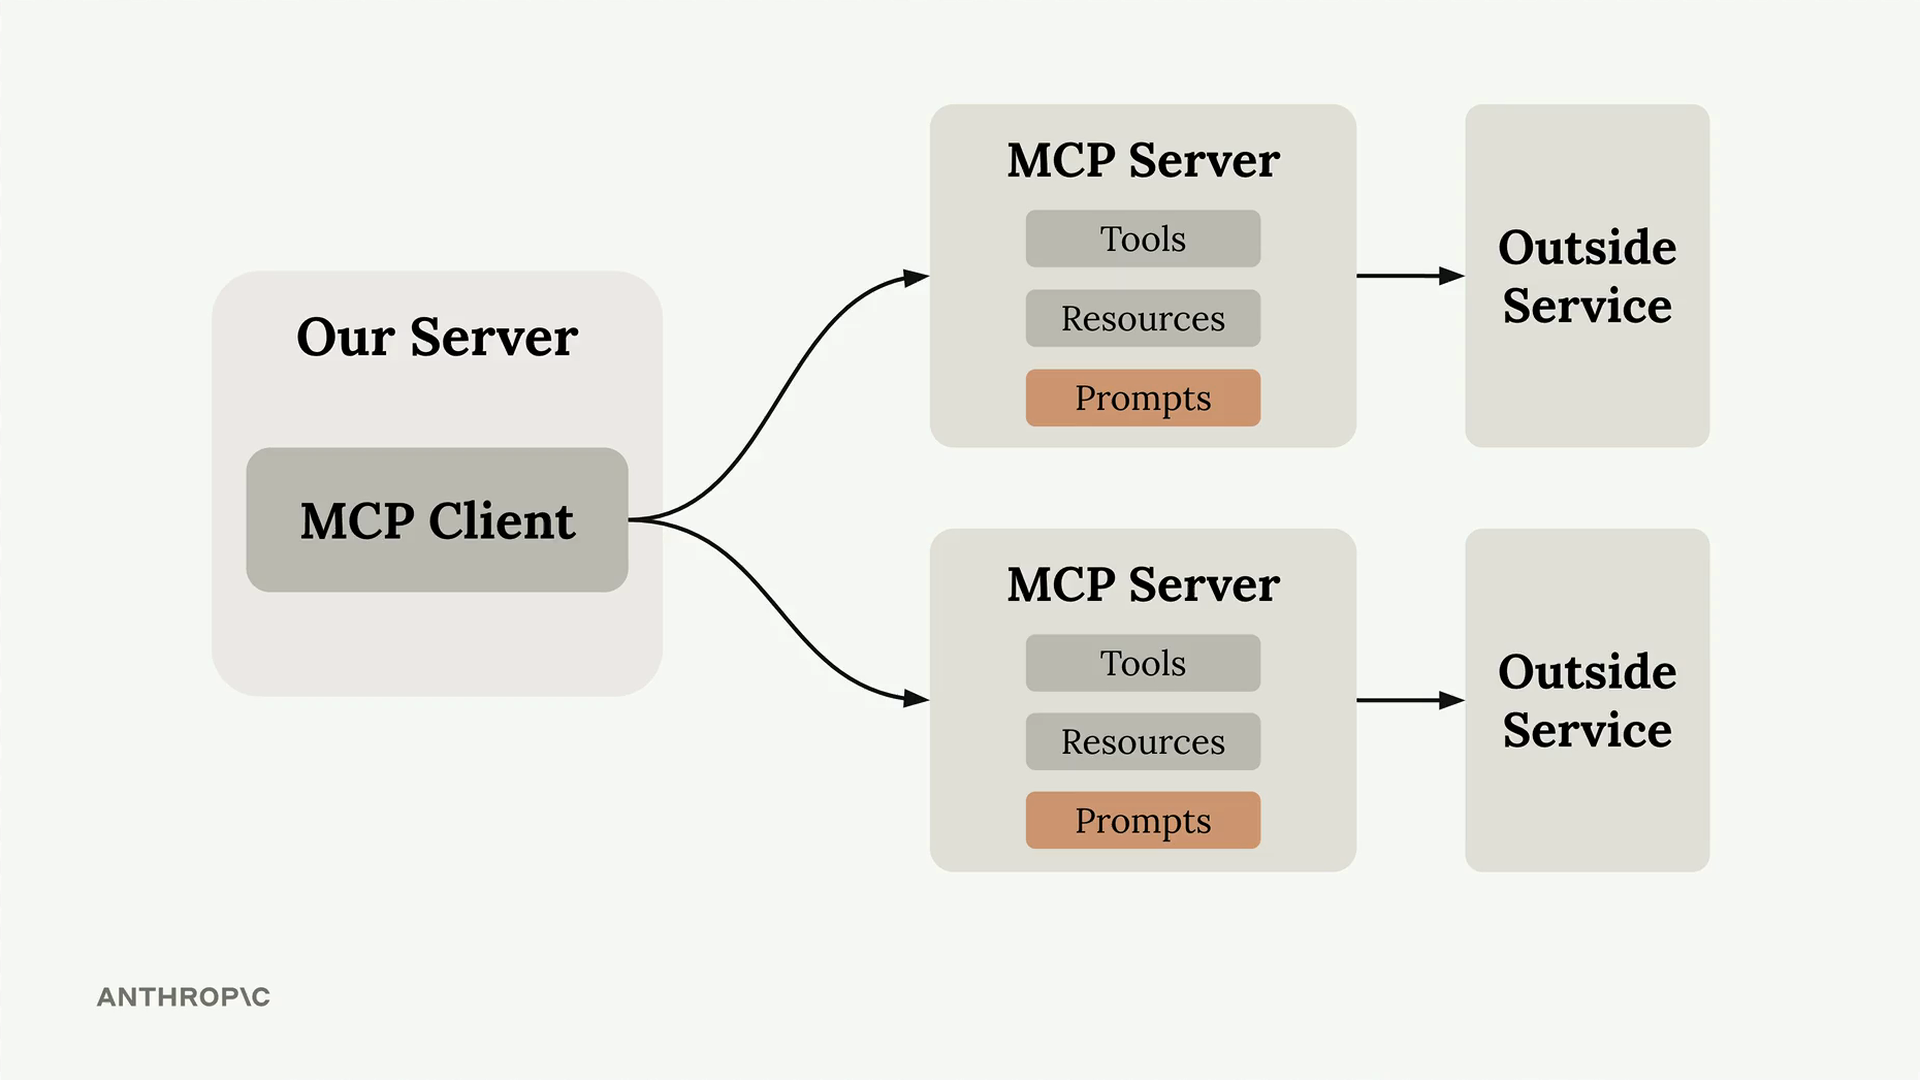 Our Server
MCP Client
MCP Server
Tools
Resources
Prompts
Outside
Service
MCP Server
Tools
Resources
Prompts
Outside
Service
ANTHROP\C